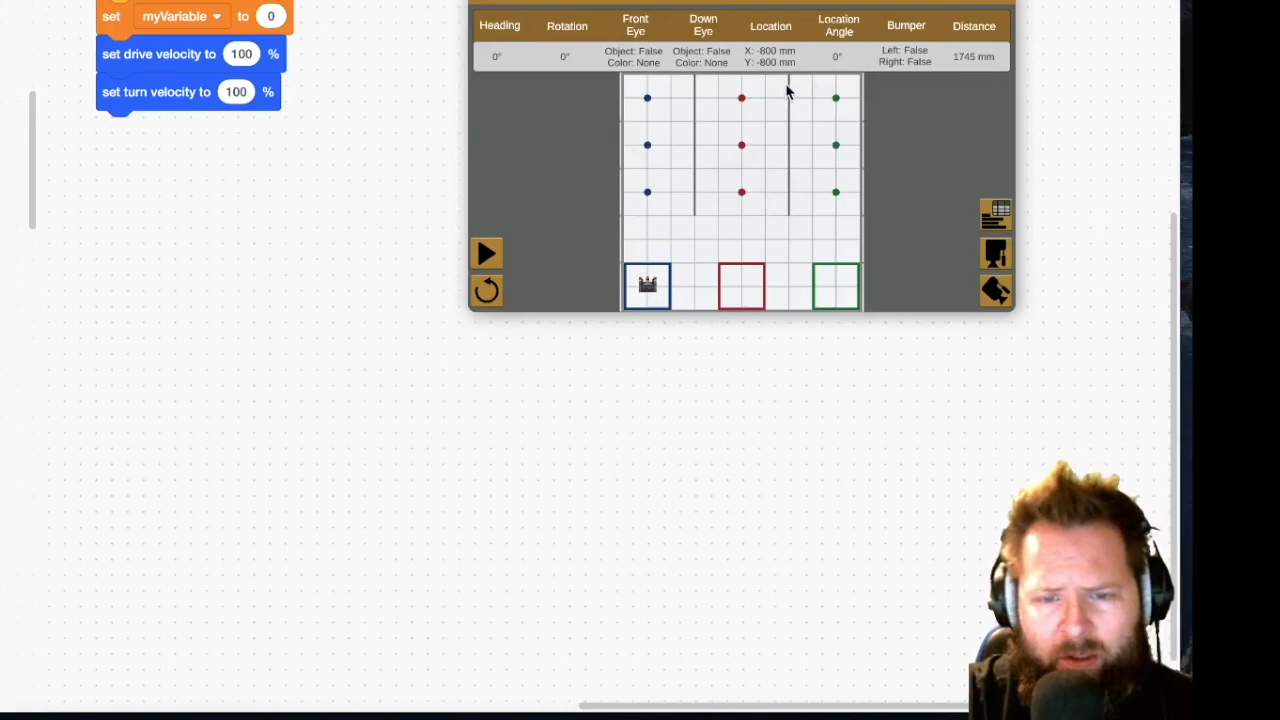 set myVariable to 0
set drive velocity to 100 %
set turn velocity to 100 %
Heading Rotation Front Eye Down Eye Location Location Angle Bumper Distance
0° 0° Object: False Color: None Object: False Color: None X: -800 mm Y: -800 mm 0° Left: False Right: False 1745 mm